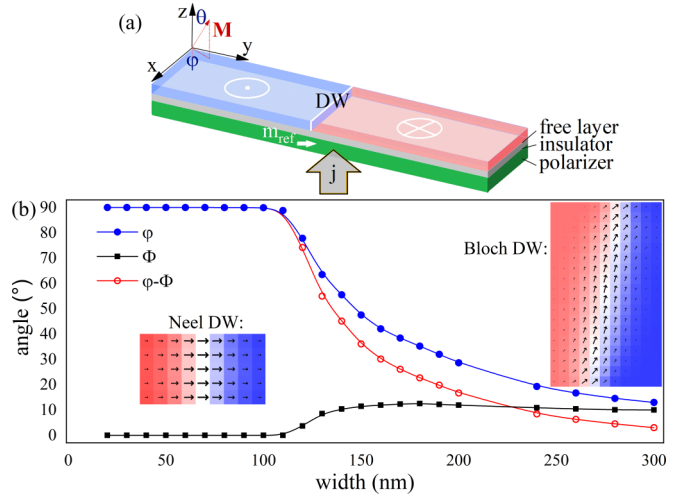 (a)
z
θ
M
y
x
φ
DW
m_ref
free layer
insulator
polarizer
j
(b)
90
80
70
60
50
40
30
20
10
0
angle (°)
φ
Φ
φ-Φ
Neel DW:
Bloch DW:
0 50 100 150 200 250 300
width (nm)